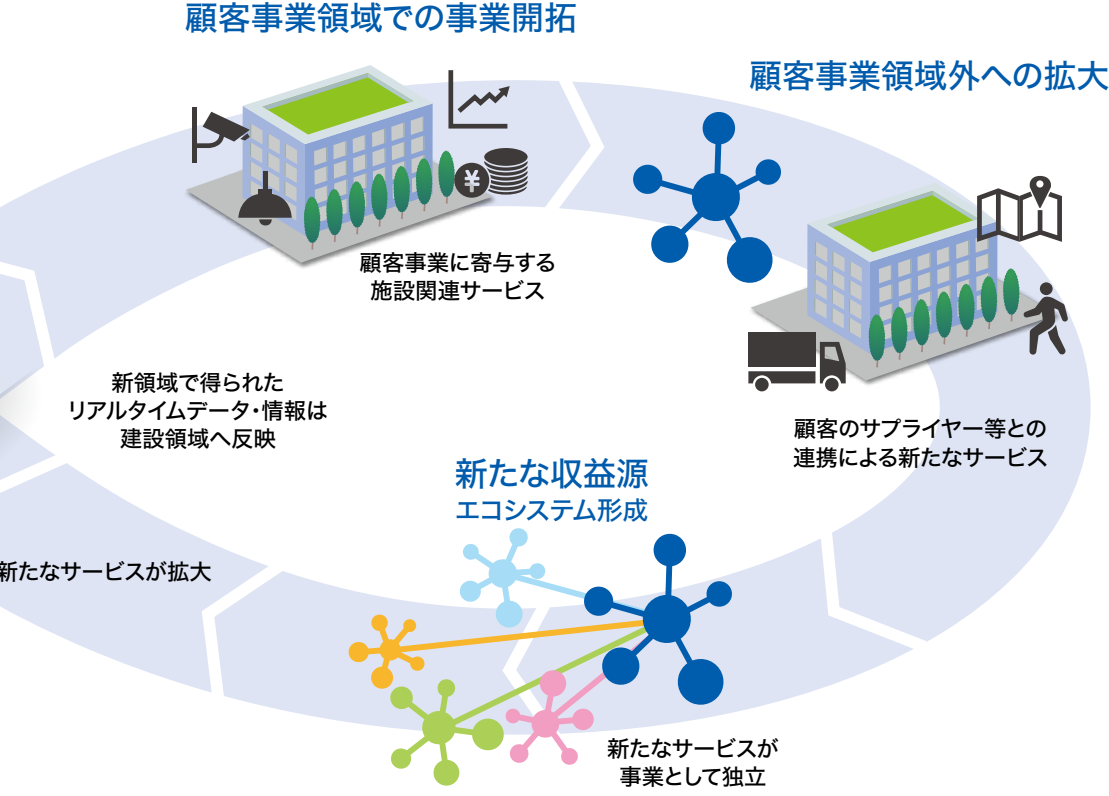 顧客事業領域での事業開拓
顧客事業領域外への拡大
顧客事業に寄与する
施設関連サービス
新領域で得られた
リアルタイムデータ・情報は
建設領域へ反映
顧客のサプライヤー等との
連携による新たなサービス
新たな収益源
エコシステム形成
新たなサービスが拡大
新たなサービスが
事業として独立
¥